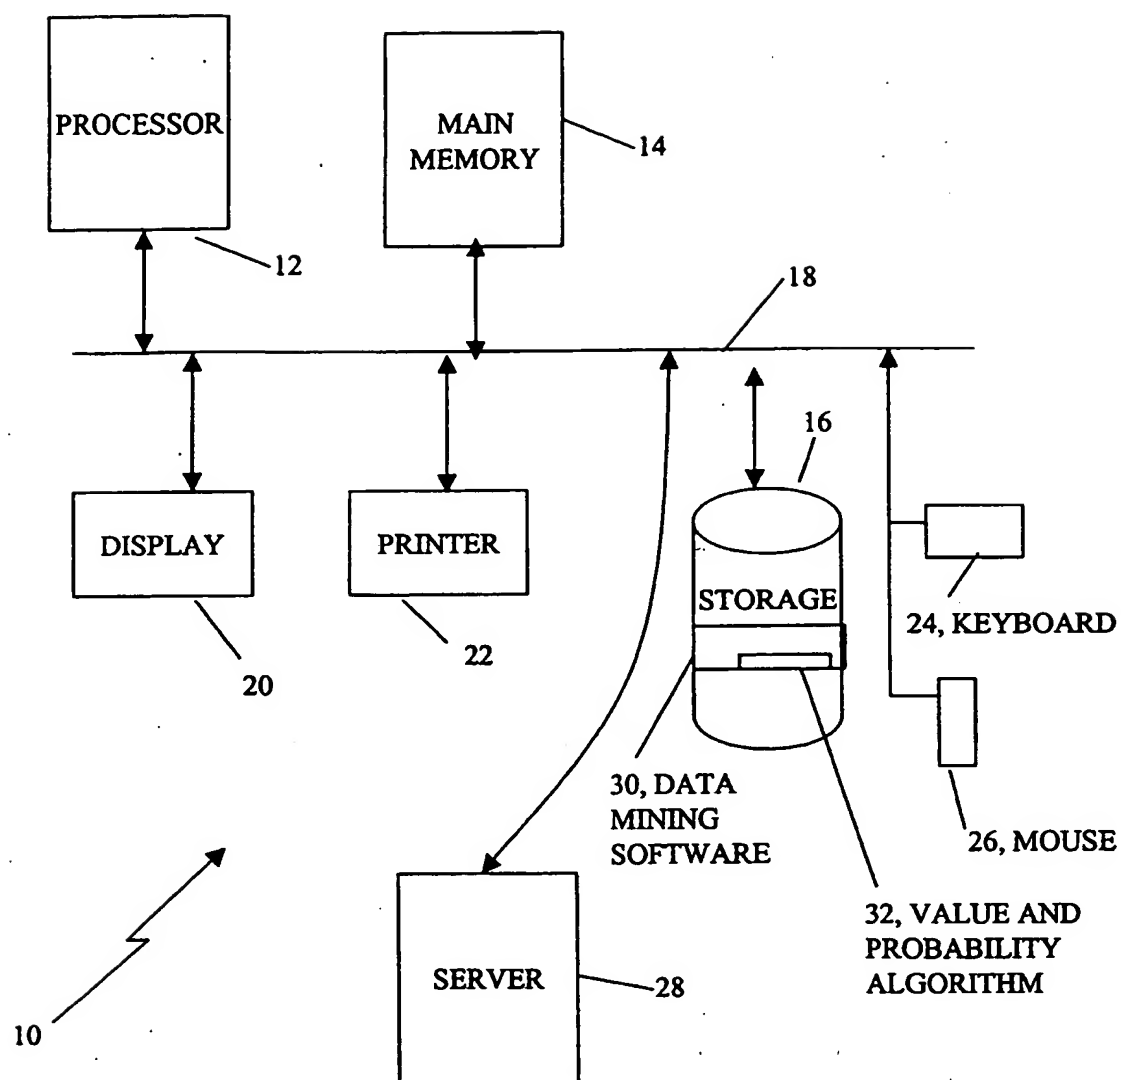 PROCESSOR
MAIN
MEMORY
14
12
18
16
DISPLAY
PRINTER
STORAGE
24, KEYBOARD
20
22
30, DATA
MINING
SOFTWARE
26, MOUSE
32, VALUE AND
PROBABILITY
ALGORITHM
SERVER
28
10